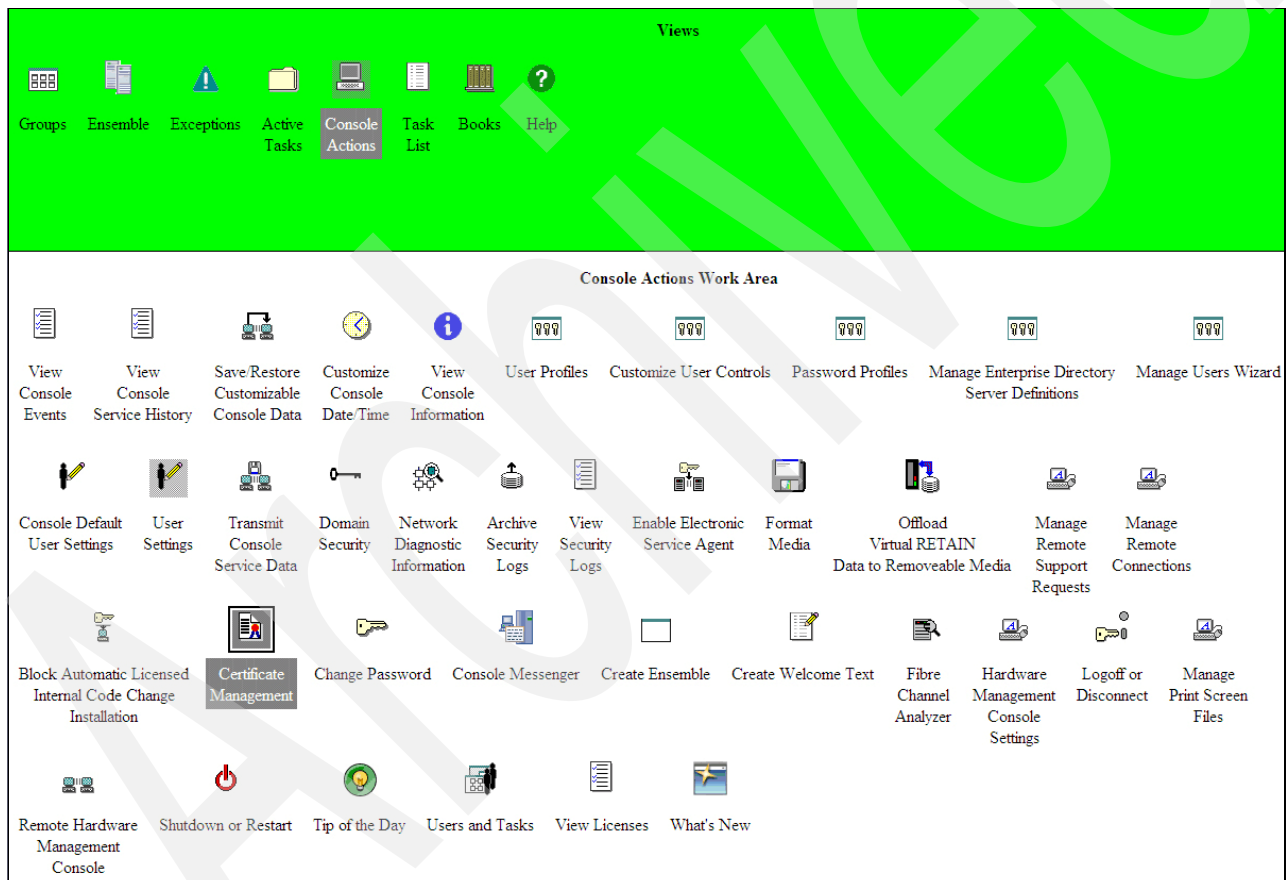 Views
Groups
Ensemble
Exceptions
Active
Tasks
Console
Actions
Task
List
Books
Help
Console Actions Work Area
View
Console
Events
View
Console
Service History
Save/Restore
Customizable
Console Data
Customize
Console
Date/Time
View
Console
Information
User Profiles
Customize User Controls
Password Profiles
Manage Enterprise Directory
Server Definitions
Manage Users Wizard
Console Default
User Settings
User
Settings
Transmit
Console
Service Data
Domain
Security
Network
Diagnostic
Information
Archive
Security
Logs
View
Security
Logs
Enable Electronic
Service Agent
Format
Media
Offload
Virtual RETAIN
Data to Removeable Media
Manage
Remote
Support
Requests
Manage
Remote
Connections
Block Automatic Licensed
Internal Code Change
Installation
Certificate
Management
Change Password
Console Messenger
Create Ensemble
Create Welcome Text
Fibre
Channel
Analyzer
Hardware
Management
Console
Settings
Logoff or
Disconnect
Manage
Print Screen
Files
Remote Hardware
Management
Console
Shutdown or Restart
Tip of the Day
Users and Tasks
View Licenses
What's New
Archived